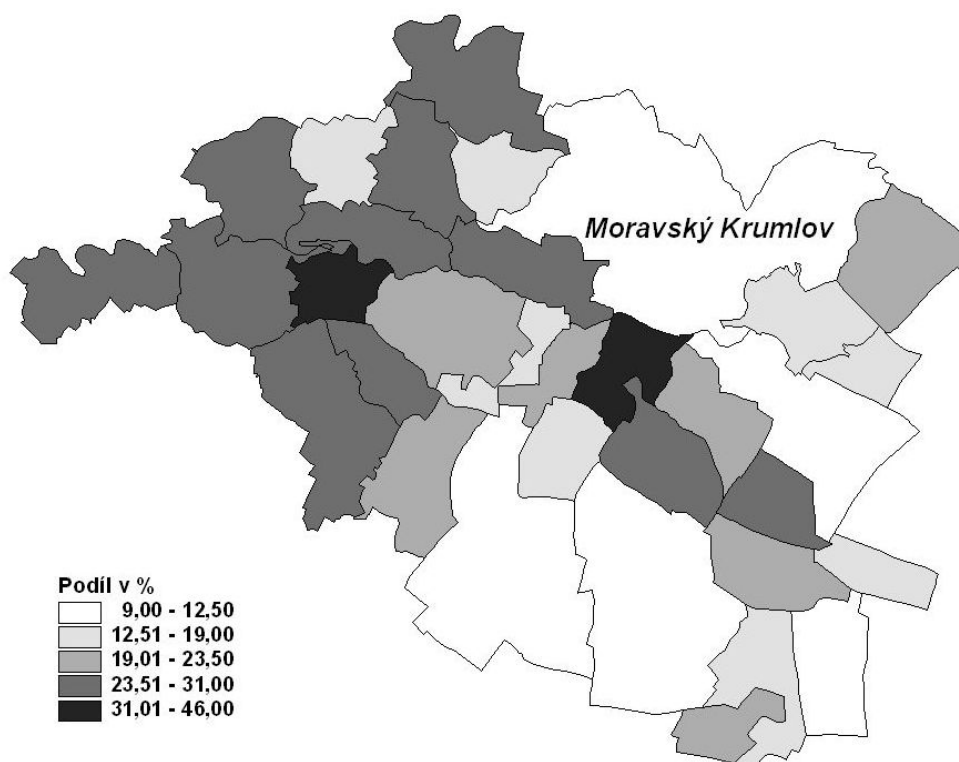 Moravský Krumlov
Podíl v %
9,00 - 12,50
12,51 - 19,00
19,01 - 23,50
23,51 - 31,00
31,01 - 46,00